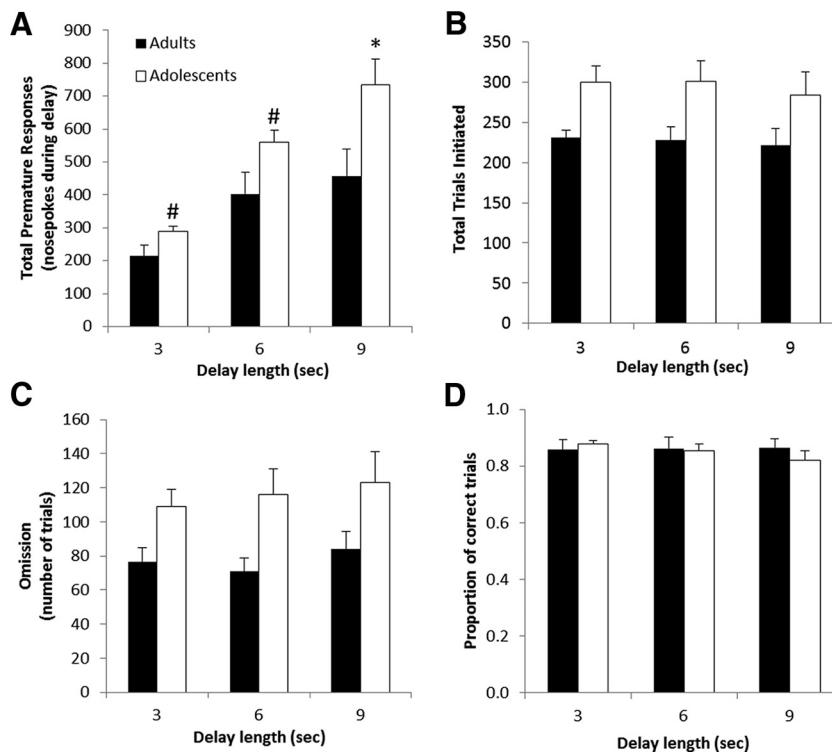 A
Total Premature Responses
(nosepokes during delay)
900
800
700
600
500
400
300
200
100
0
Adults
Adolescents
#
#
*
3 6 9
Delay length (sec)
B
Total Trials Initiated
350
300
250
200
150
100
50
0
3 6 9
Delay length (sec)
C
Omission
(number of trials)
160
140
120
100
80
60
40
20
0
3 6 9
Delay length (sec)
D
Proportion of correct trials
1.0
0.8
0.6
0.4
0.2
0.0
3 6 9
Delay length (sec)